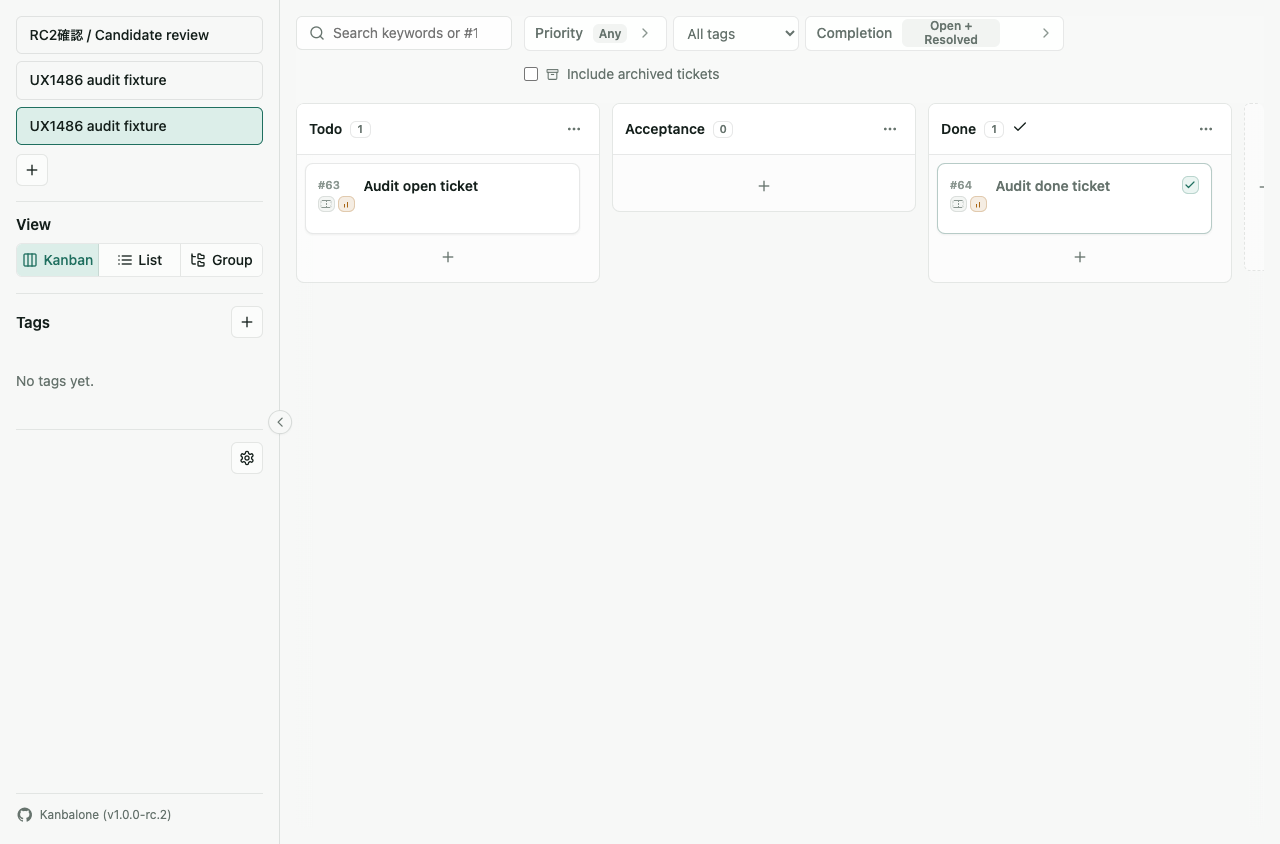 RC2確認 / Candidate review
UX1486 audit fixture
UX1486 audit fixture
View
Kanban
List
Group
Tags
No tags yet.
Kanbalone (v1.0.0-rc.2)
Search keywords or #1
Priority Any
All tags
Completion
Open +
Resolved
Include archived tickets
Todo 1
#63 Audit open ticket
Acceptance 0
Done 1
#64 Audit done ticket